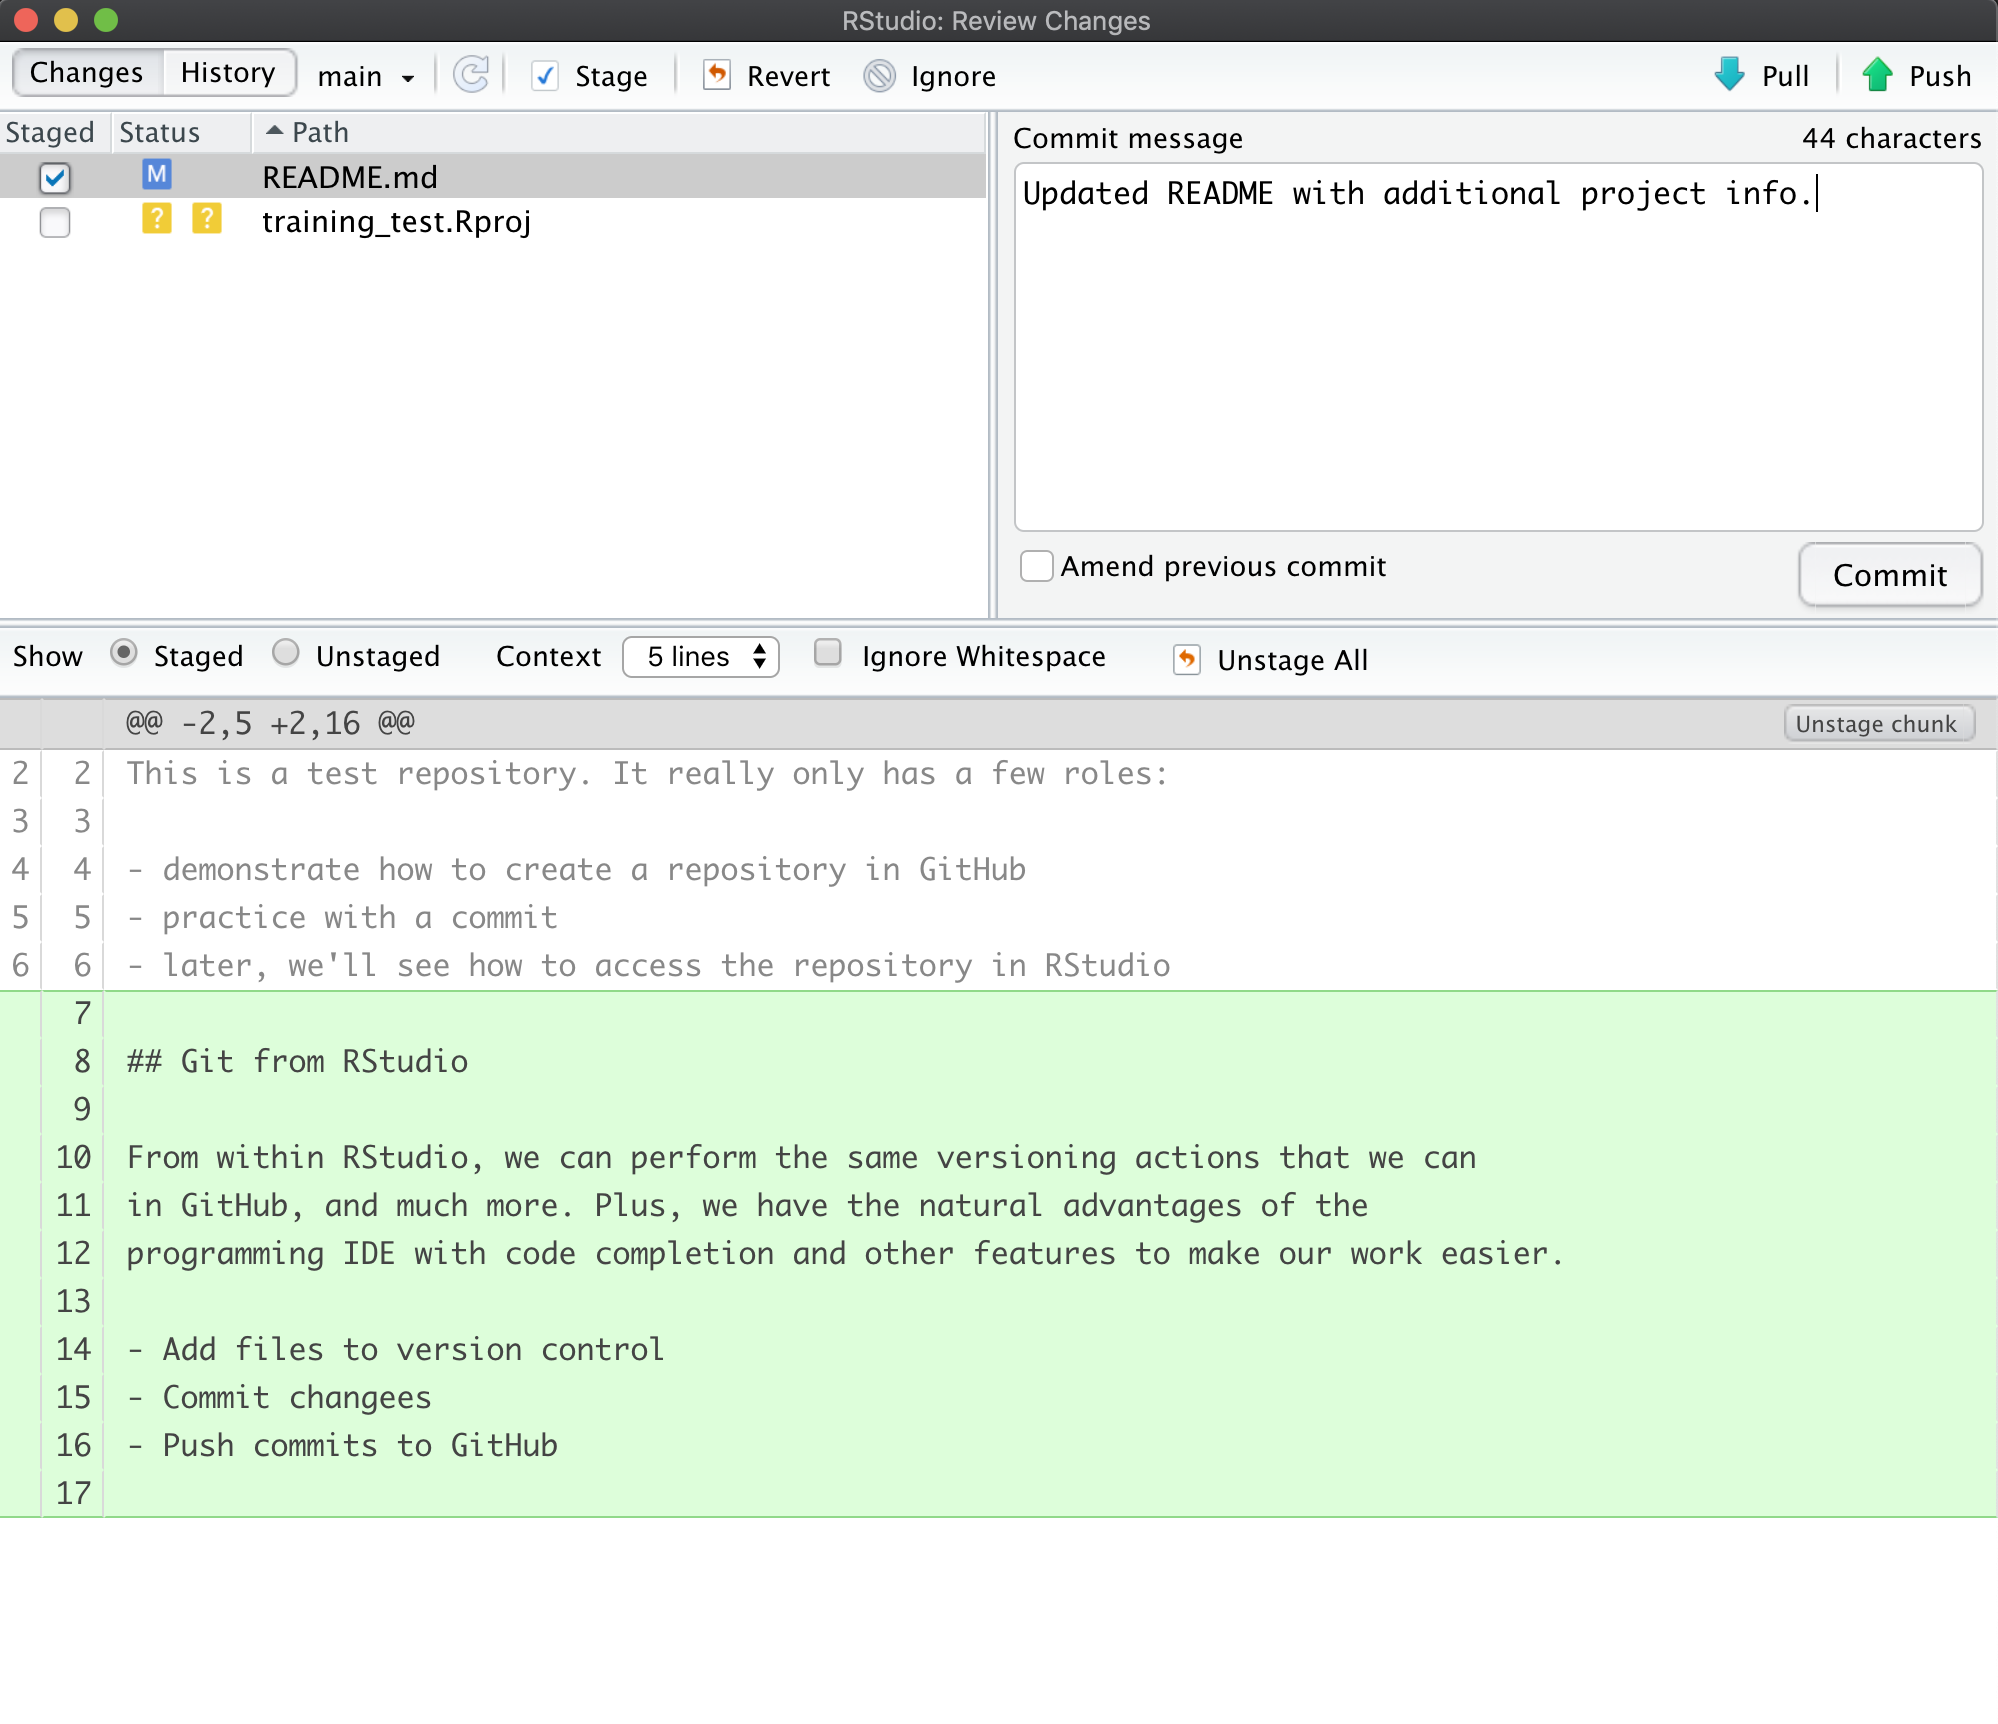 RStudio: Review Changes
Changes History main Stage Revert Ignore Pull Push
Staged Status Path
M README.md
? ? training_test.Rproj
Commit message 44 characters
Updated README with additional project info.
Amend previous commit Commit
Show Staged Unstaged Context 5 lines Ignore Whitespace Unstage All
@@ -2,5 +2,16 @@ Unstage chunk
2 2 This is a test repository. It really only has a few roles:
3 3
4 4 - demonstrate how to create a repository in GitHub
5 5 - practice with a commit
6 6 - later, we'll see how to access the repository in RStudio
7
8 ## Git from RStudio
9
10 From within RStudio, we can perform the same versioning actions that we can
11 in GitHub, and much more. Plus, we have the natural advantages of the
12 programming IDE with code completion and other features to make our work easier.
13
14 - Add files to version control
15 - Commit changees
16 - Push commits to GitHub
17